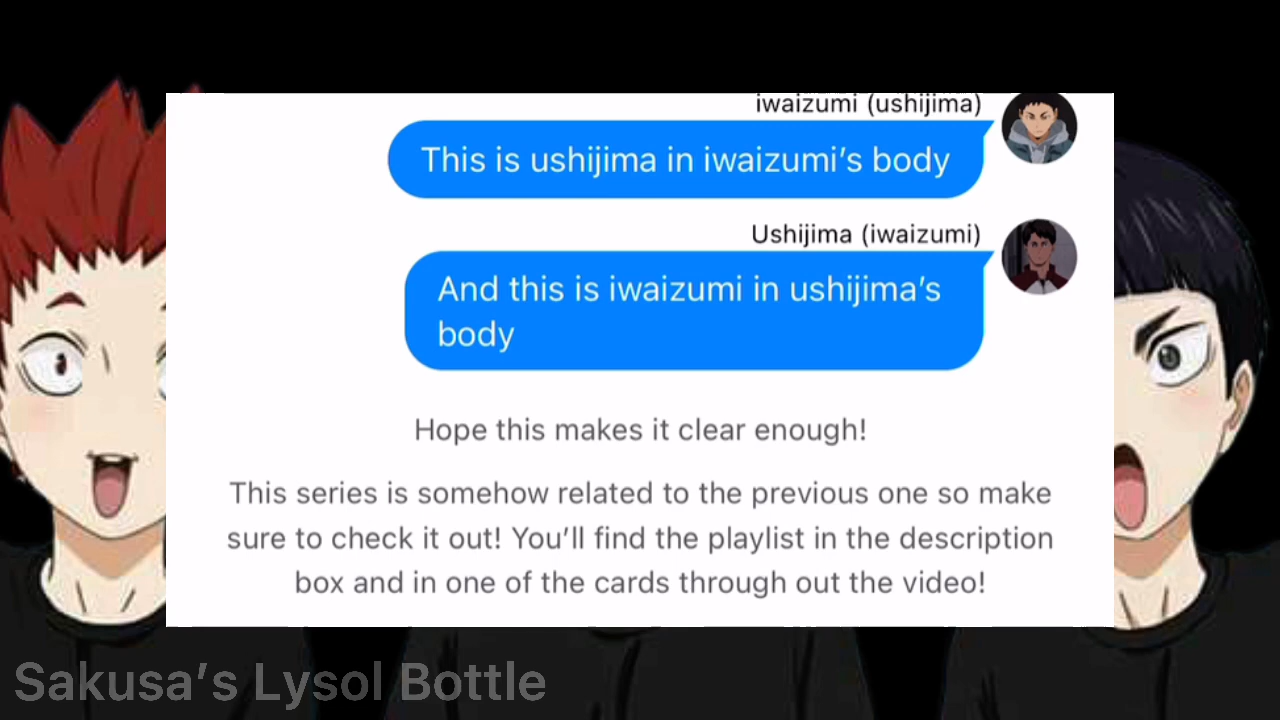 iwaizumi (ushijima)
This is ushijima in iwaizumi’s body
Ushijima (iwaizumi)
And this is iwaizumi in ushijima’s
body
Hope this makes it clear enough!
This series is somehow related to the previous one so make
sure to check it out! You’ll find the playlist in the description
box and in one of the cards through out the video!
Sakusa’s Lysol Bottle